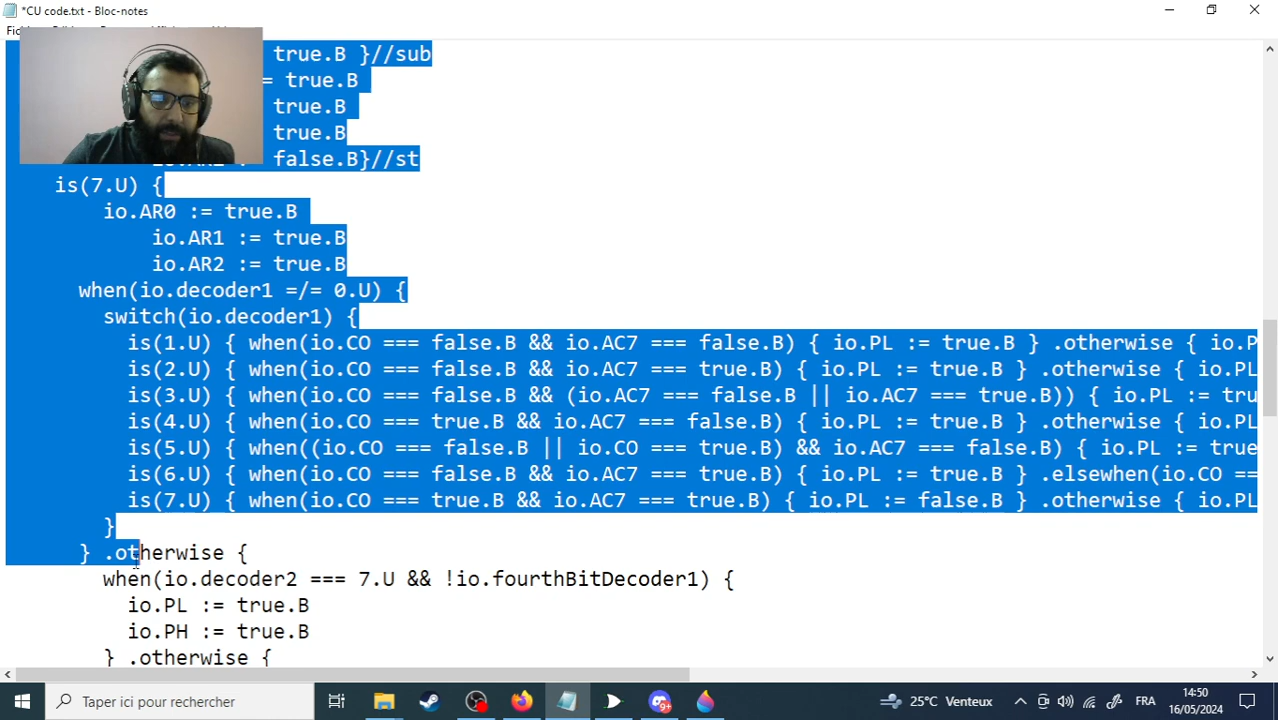 *CU code.txt - Bloc-notes
true.B }//sub
= true.B
true.B
true.B
false.B}//st
is(7.U) {
io.AR0 := true.B
io.AR1 := true.B
io.AR2 := true.B
when(io.decoder1 =/= 0.U) {
switch(io.decoder1) {
is(1.U) { when(io.CO === false.B && io.AC7 === false.B) { io.PL := true.B } .otherwise { io.P
is(2.U) { when(io.CO === false.B && io.AC7 === true.B) { io.PL := true.B } .otherwise { io.PL
is(3.U) { when(io.CO === false.B && (io.AC7 === false.B || io.AC7 === true.B)) { io.PL := tru
is(4.U) { when(io.CO === true.B && io.AC7 === false.B) { io.PL := true.B } .otherwise { io.PL
is(5.U) { when((io.CO === false.B || io.CO === true.B) && io.AC7 === false.B) { io.PL := true
is(6.U) { when(io.CO === false.B && io.AC7 === true.B) { io.PL := true.B } .elsewhen(io.CO ==
is(7.U) { when(io.CO === true.B && io.AC7 === true.B) { io.PL := false.B } .otherwise { io.PL
}
} .otherwise {
when(io.decoder2 === 7.U && !io.fourthBitDecoder1) {
io.PL := true.B
io.PH := true.B
} .otherwise {
Taper ici pour rechercher
9+
25°C Venteux
FRA
14:50
16/05/2024